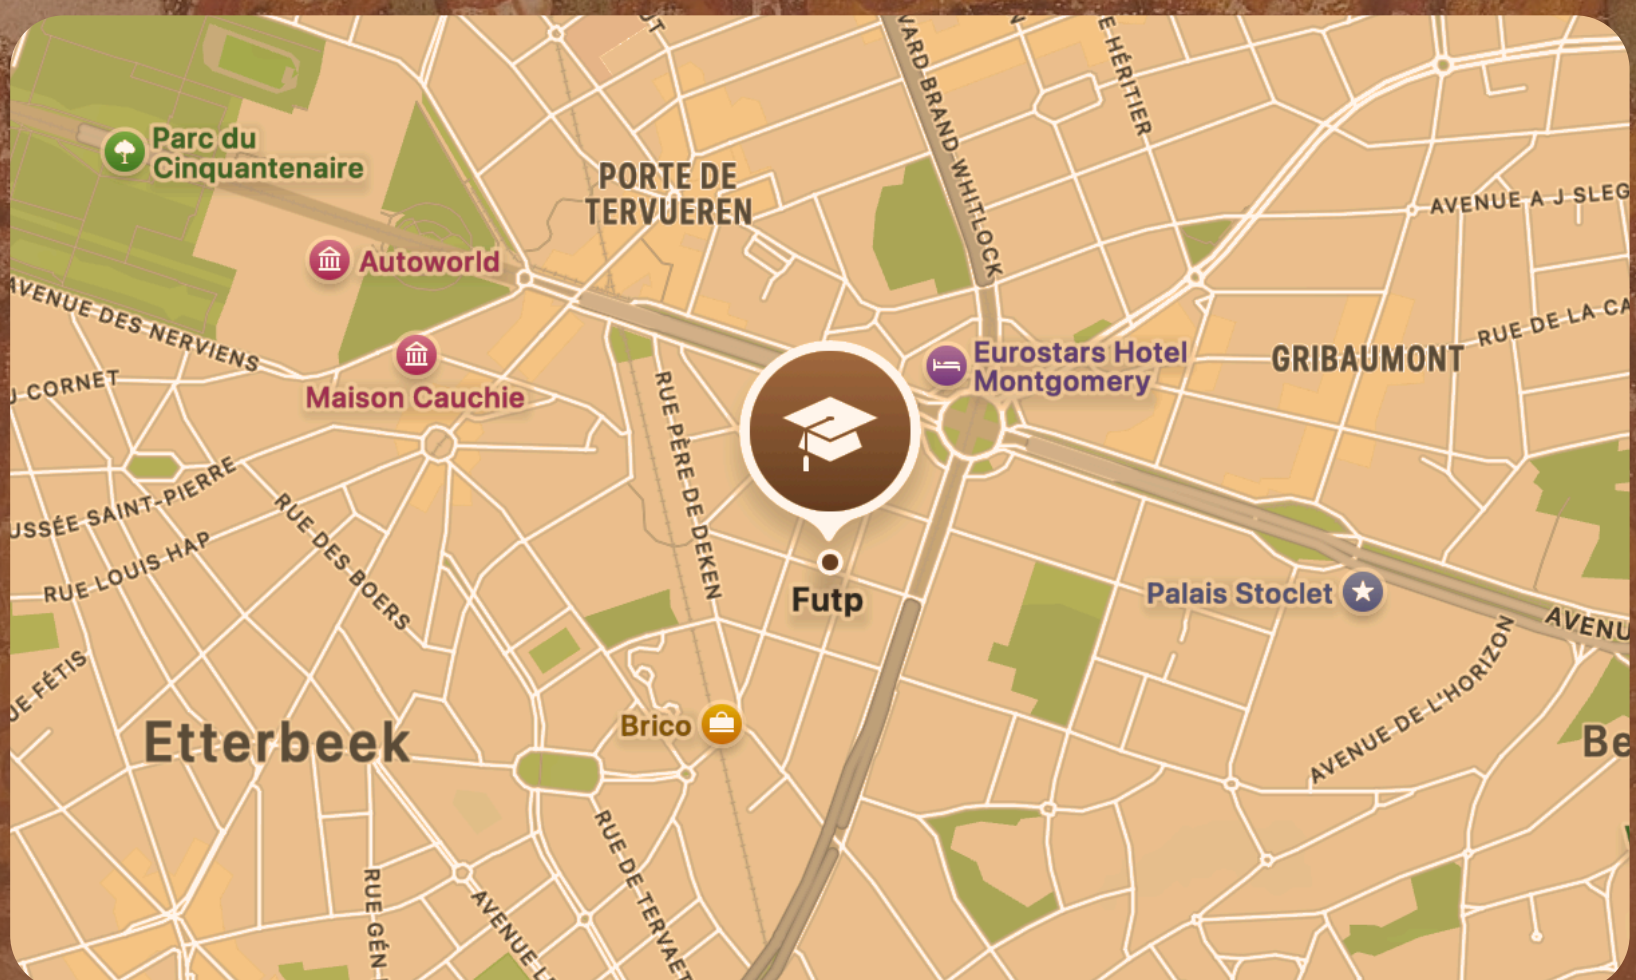 BOULEVARD BRAND WHITLOCK
E HÉRITIER
Parc du
Cinquantenaire
PORTE DE
TERVUEREN
AVENUE A J SLEG
Autoworld
AVENUE DES NERVIENS
RUE DE LA CA
Maison Cauchie
Eurostars Hotel
Montgomery
GRIBAUMONT
U CORNET
RUE PÈRE DE DEKEN
USSÉE SAINT-PIERRE
RUE DES BOERS
RUE LOUIS HAP
Futp
Palais Stoclet
AVENU
UE FÉTIS
AVENUE DE L'HORIZON
Brico
Etterbeek
Be
RUE DE TERVAET
RUE GÉN
AVENUE L